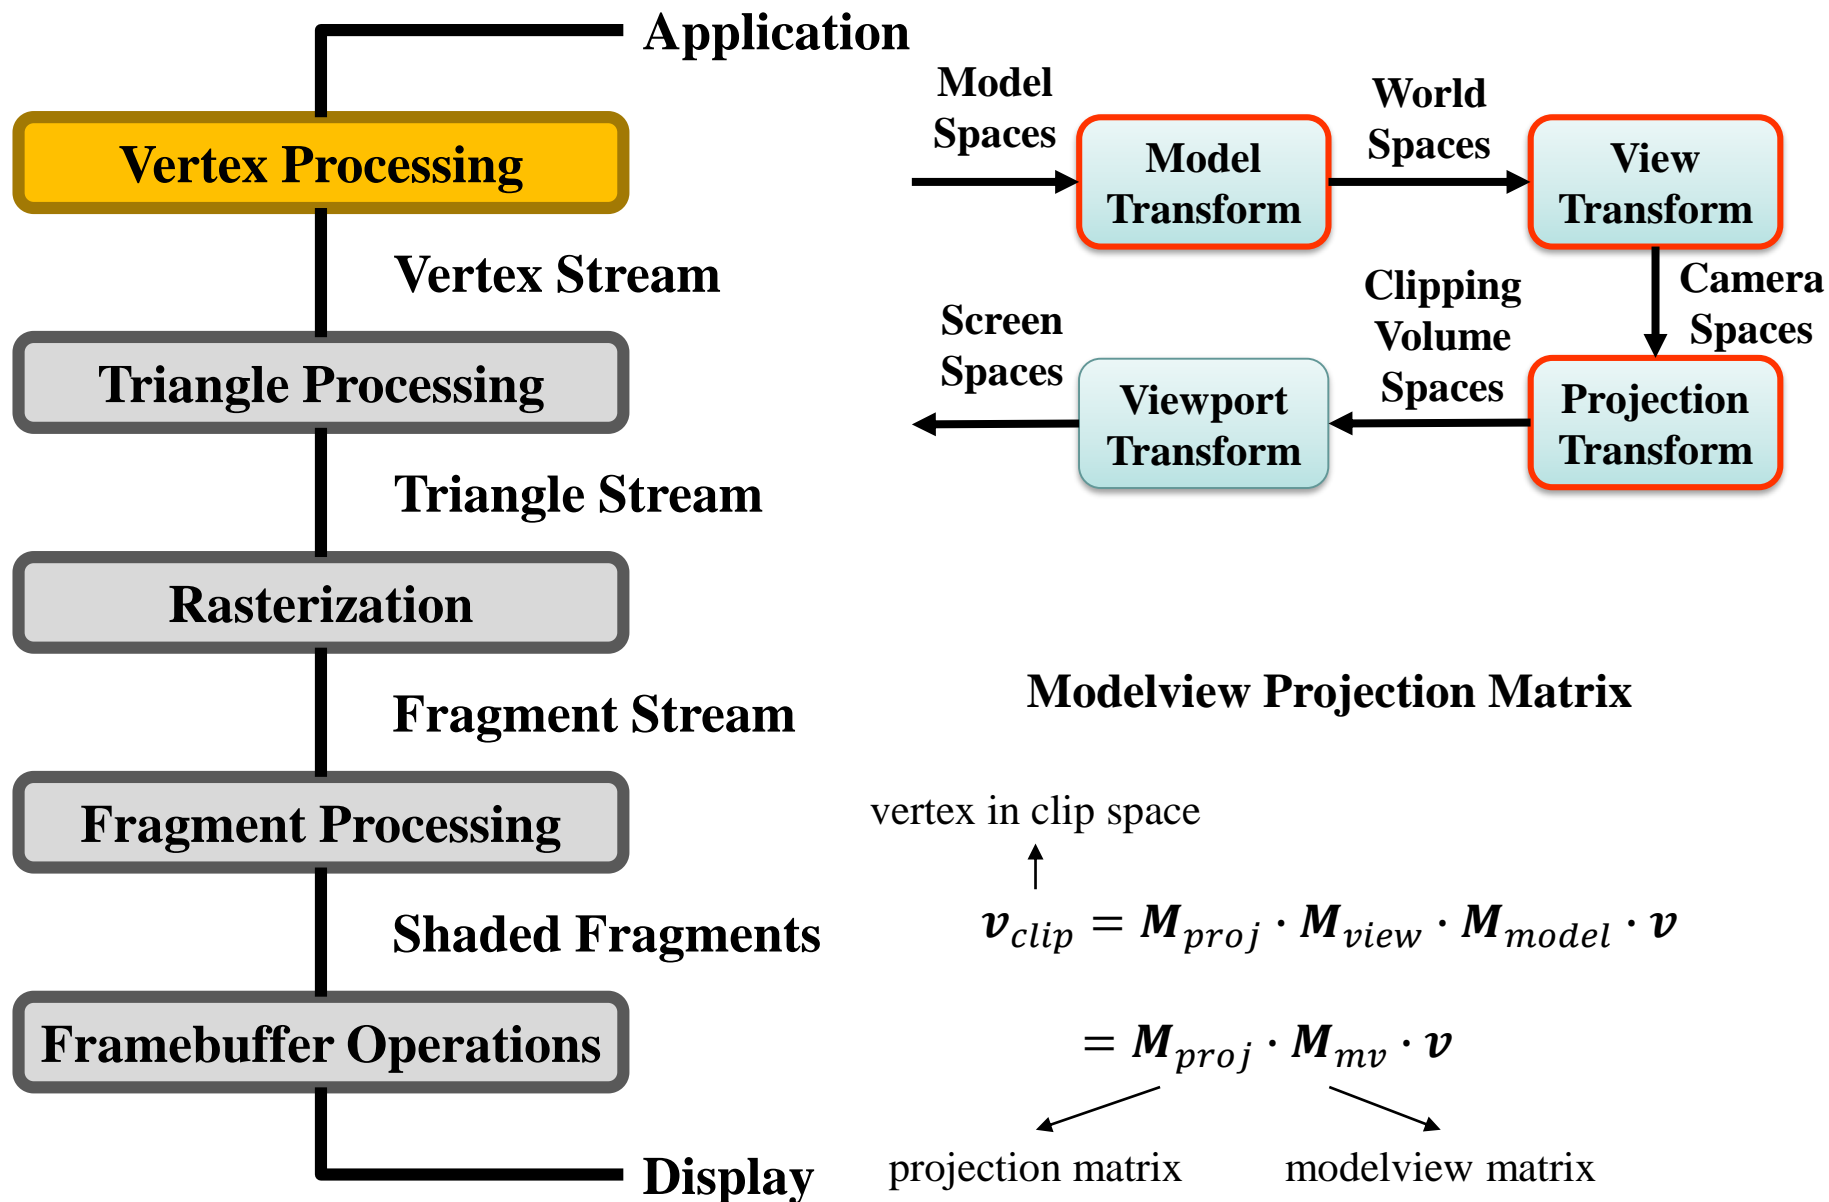 Application
Vertex Processing
Vertex Stream
Triangle Processing
Triangle Stream
Rasterization
Fragment Stream
Fragment Processing
Shaded Fragments
Framebuffer Operations
Display
Model
Spaces
Model
Transform
World
Spaces
View
Transform
Camera
Spaces
Projection
Transform
Clipping
Volume
Spaces
Viewport
Transform
Screen
Spaces
Modelview Projection Matrix
vertex in clip space
v_clip = M_proj · M_view · M_model · v
= M_proj · M_mv · v
projection matrix
modelview matrix